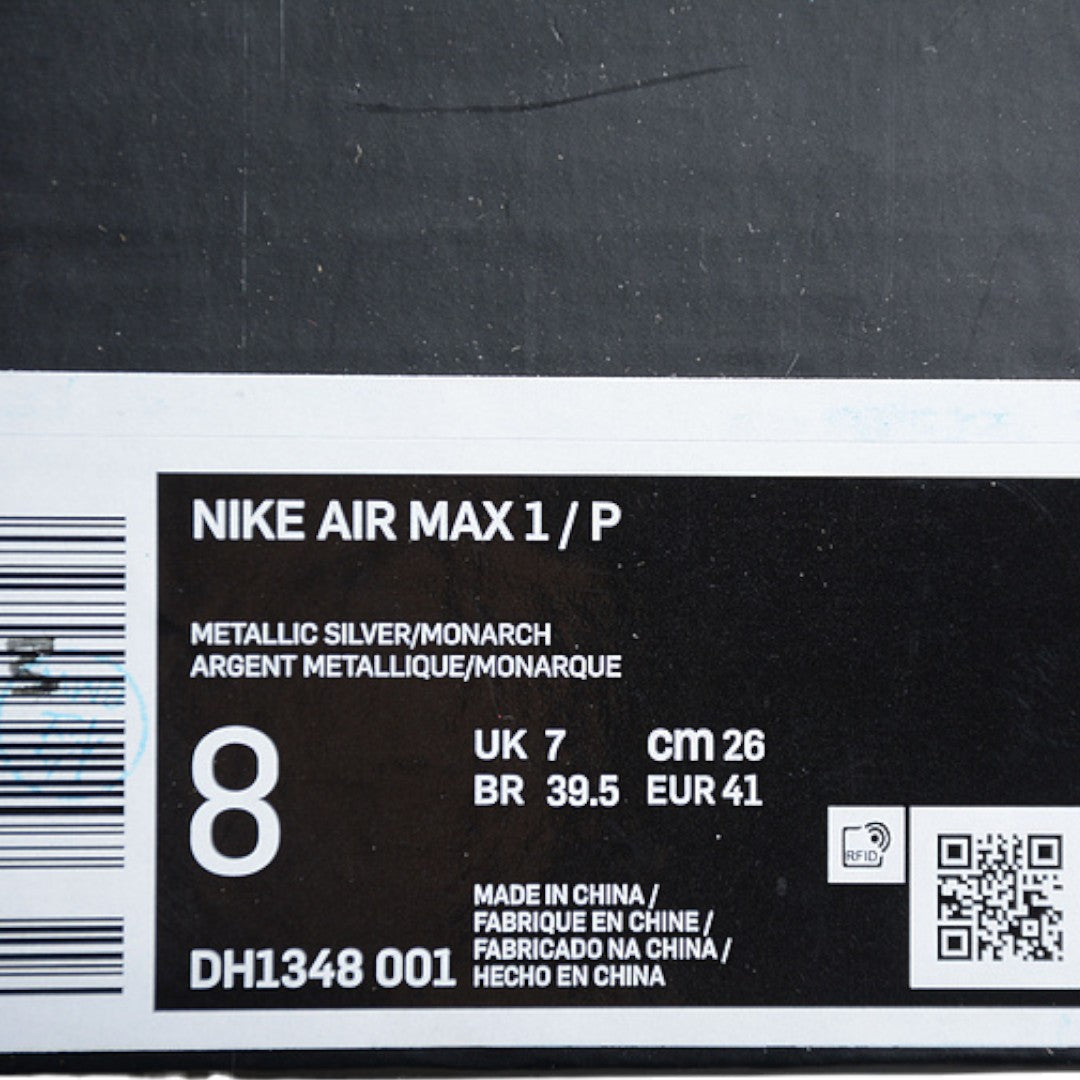 NIKE AIR MAX 1 / P
METALLIC SILVER/MONARCH
ARGENT METALLIQUE/MONARQUE
8
UK 7 cm 26
BR 39.5 EUR 41
RFID
MADE IN CHINA /
FABRIQUE EN CHINE /
FABRICADO NA CHINA /
HECHO EN CHINA
DH1348 001